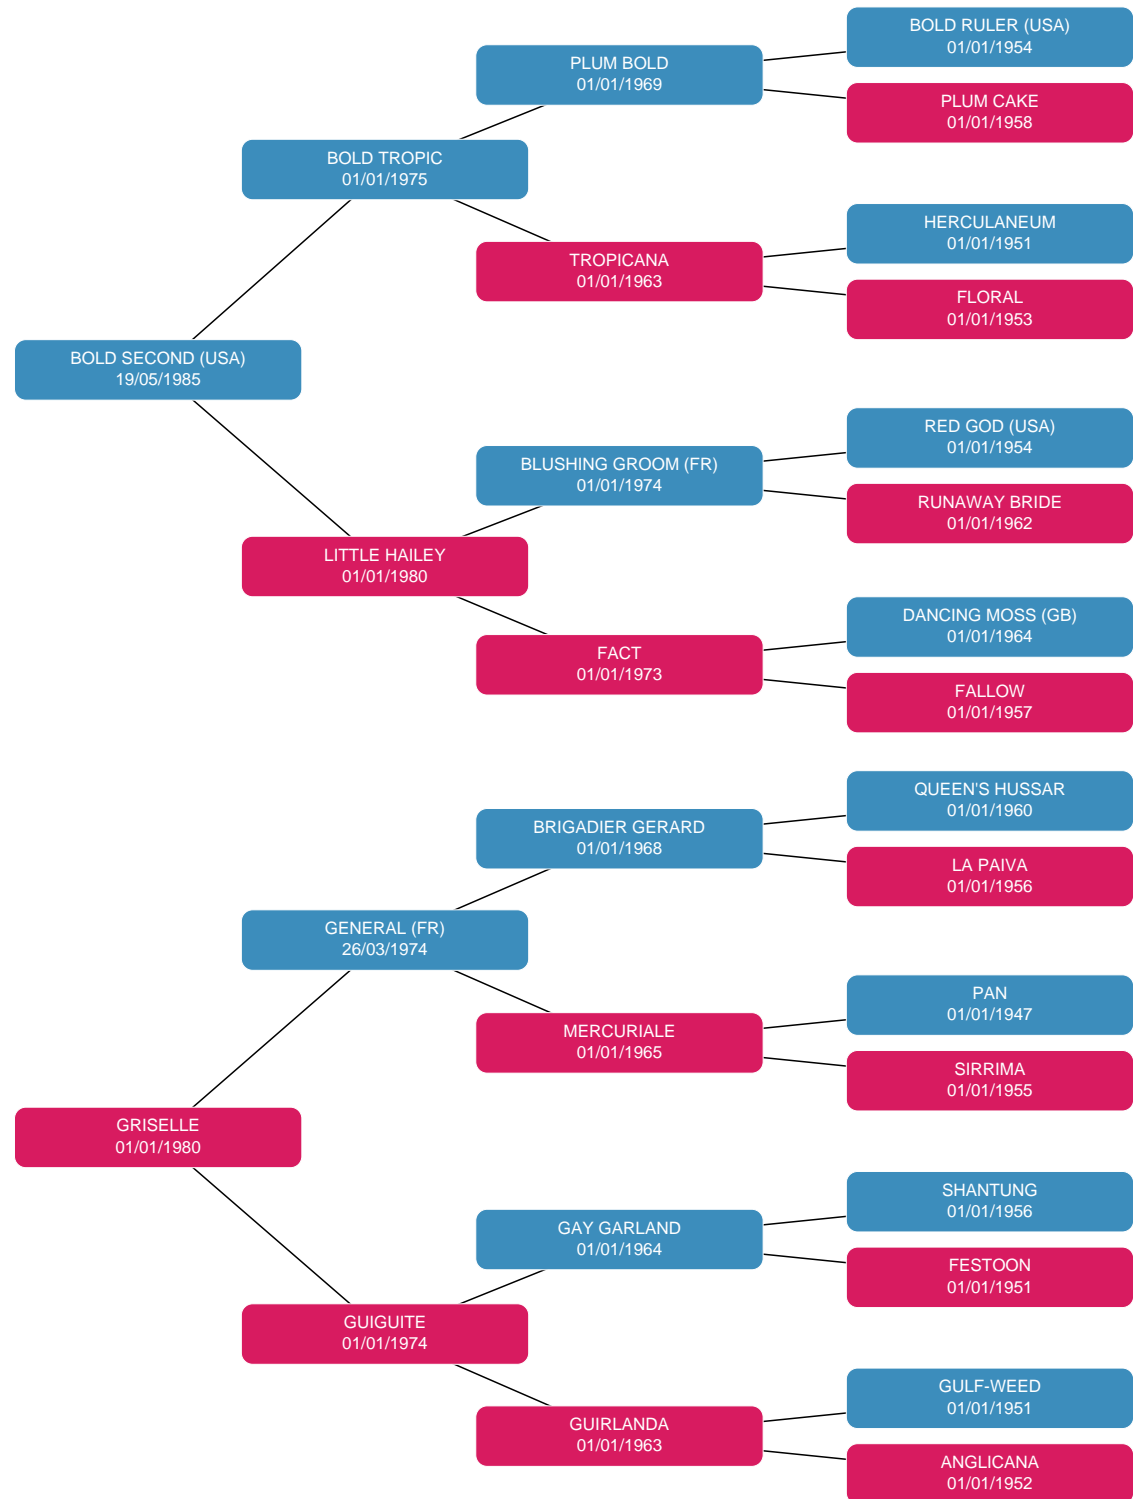 BOLD RULER (USA)
01/01/1954
PLUM BOLD
01/01/1969
PLUM CAKE
01/01/1958
BOLD TROPIC
01/01/1975
HERCULANEUM
01/01/1951
TROPICANA
01/01/1963
FLORAL
01/01/1953
BOLD SECOND (USA)
19/05/1985
RED GOD (USA)
01/01/1954
BLUSHING GROOM (FR)
01/01/1974
RUNAWAY BRIDE
01/01/1962
LITTLE HAILEY
01/01/1980
DANCING MOSS (GB)
01/01/1964
FACT
01/01/1973
FALLOW
01/01/1957
QUEEN'S HUSSAR
01/01/1960
BRIGADIER GERARD
01/01/1968
LA PAIVA
01/01/1956
GENERAL (FR)
26/03/1974
PAN
01/01/1947
MERCURIALE
01/01/1965
SIRRIMA
01/01/1955
GRISELLE
01/01/1980
SHANTUNG
01/01/1956
GAY GARLAND
01/01/1964
FESTOON
01/01/1951
GUIGUITE
01/01/1974
GULF-WEED
01/01/1951
GUIRLANDA
01/01/1963
ANGLICANA
01/01/1952